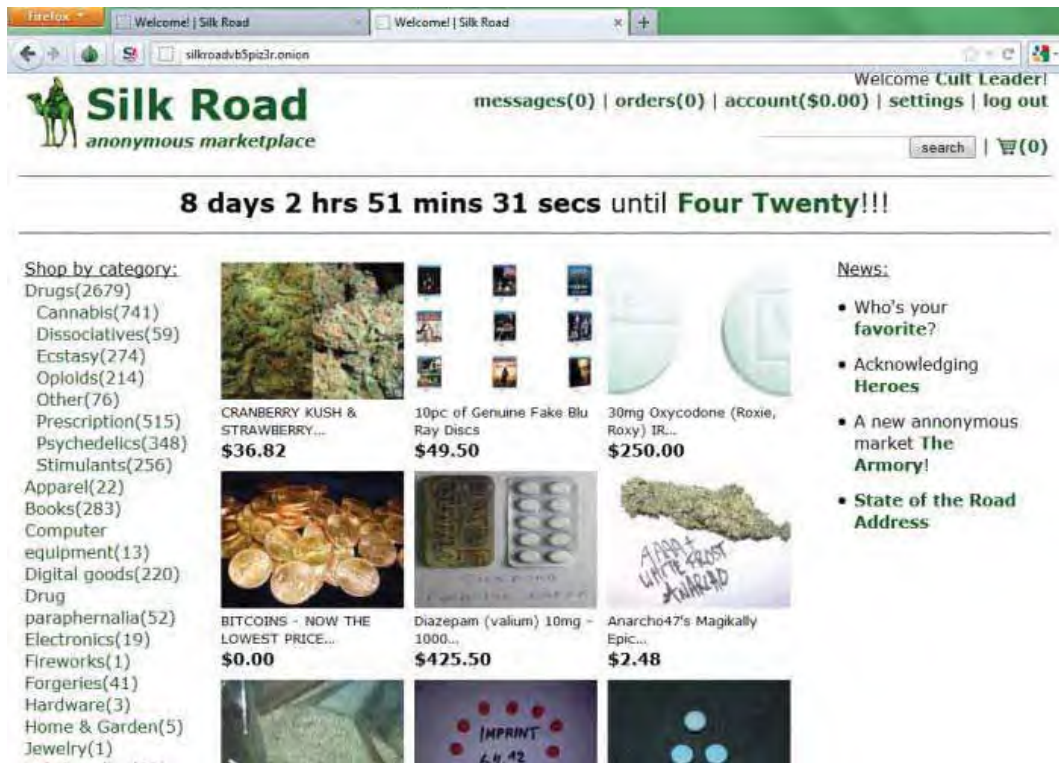 Firefox
Welcome! | Silk Road
Welcome! | Silk Road
silkroadvb5piz3r.onion
Silk Road
anonymous marketplace
Welcome Cult Leader!
messages(0) | orders(0) | account($0.00) | settings | log out
search | (0)
8 days 2 hrs 51 mins 31 secs until Four Twenty!!!
Shop by category:
Drugs(2679)
Cannabis(741)
Dissociatives(59)
Ecstasy(274)
Opioids(214)
Other(76)
Prescription(515)
Psychedelics(348)
Stimulants(256)
Apparel(22)
Books(283)
Computer
equipment(13)
Digital goods(220)
Drug
paraphernalia(52)
Electronics(19)
Fireworks(1)
Forgeries(41)
Hardware(3)
Home & Garden(5)
Jewelry(1)
CRANBERRY KUSH &
STRAWBERRY...
$36.82
10pc of Genuine Fake Blu
Ray Discs
$49.50
30mg Oxycodone (Roxie,
Roxy) IR...
$250.00
BITCOINS - NOW THE
LOWEST PRICE...
$0.00
Diazepam (valium) 10mg -
1000...
$425.50
AAA+
WHITE FROST
ANARCHO
Anarcho47's Magikally
Epic...
$2.48
IMPRINT
News:
Who's your
favorite?
Acknowledging
Heroes
A new annonymous
market The
Armory!
State of the Road
Address